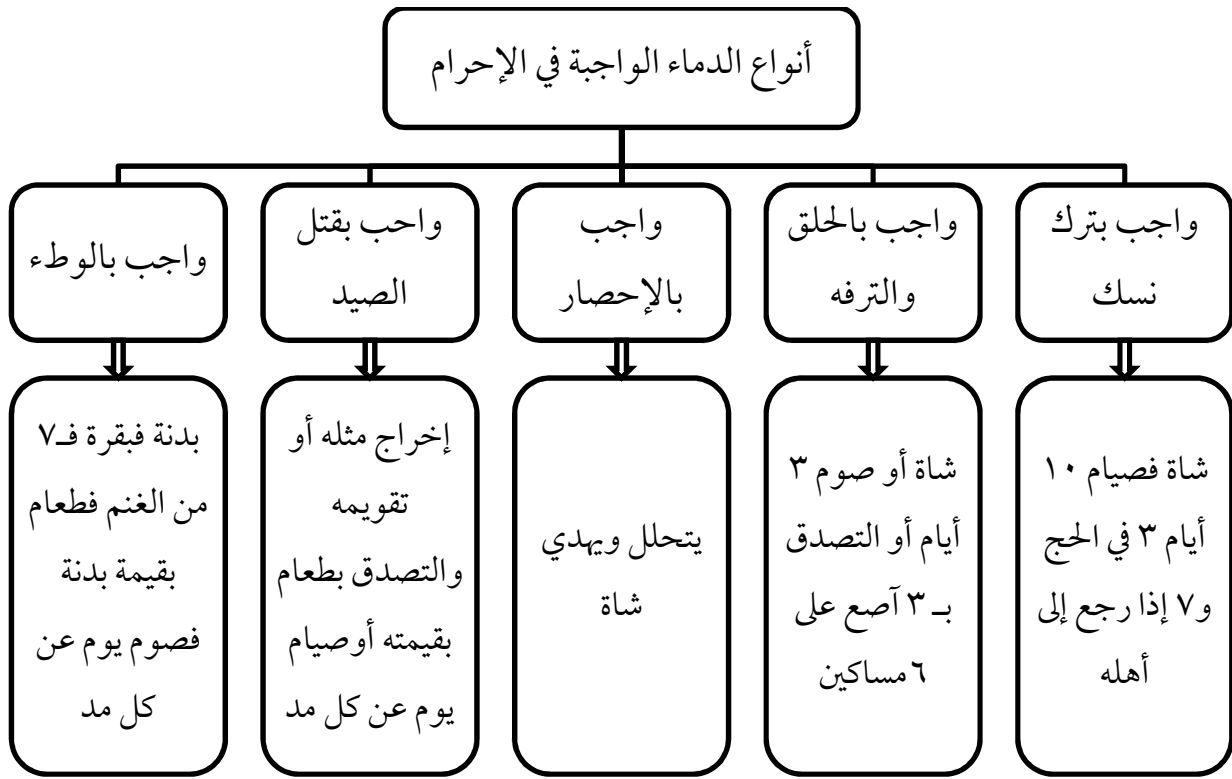 أنواع الدماء الواجبة في الإحرام
واجب بترك
نسك
واجب بالحلق
والترفه
واجب
بالإحصار
واحب بقتل
الصيد
واجب بالوطء
شاة فصيام ١٠
أيام ٣ في الحج
و٧ إذا رجع إلى
أهله
شاة أو صوم ٣
أيام أو التصدق
بـ ٣ آصع على
٦مساكين
يتحلل ويهدي
شاة
إخراج مثله أو
تقويمه
والتصدق بطعام
بقيمته أوصيام
يوم عن كل مد
بدنة فبقرة فـ٧
من الغنم فطعام
بقيمة بدنة
فصوم يوم عن
كل مد